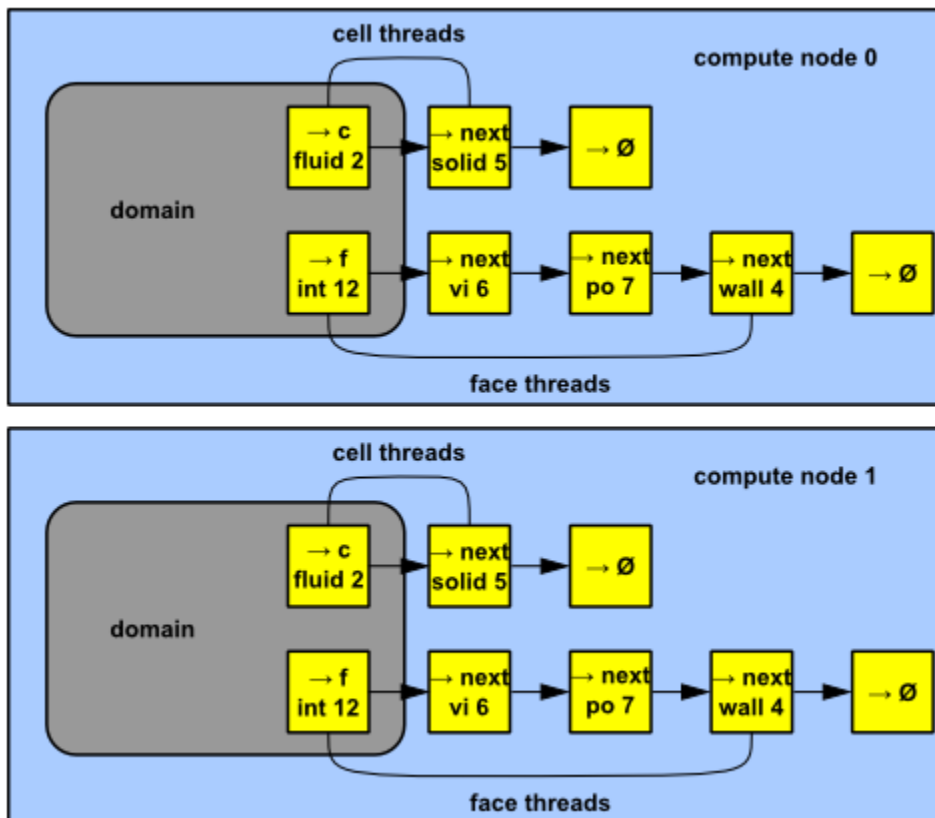 cell threads
compute node 0
→ c
fluid 2
→ next
solid 5
→ Ø
domain
→ f
int 12
→ next
vi 6
→ next
po 7
→ next
wall 4
→ Ø
face threads
cell threads
compute node 1
→ c
fluid 2
→ next
solid 5
→ Ø
domain
→ f
int 12
→ next
vi 6
→ next
po 7
→ next
wall 4
→ Ø
face threads